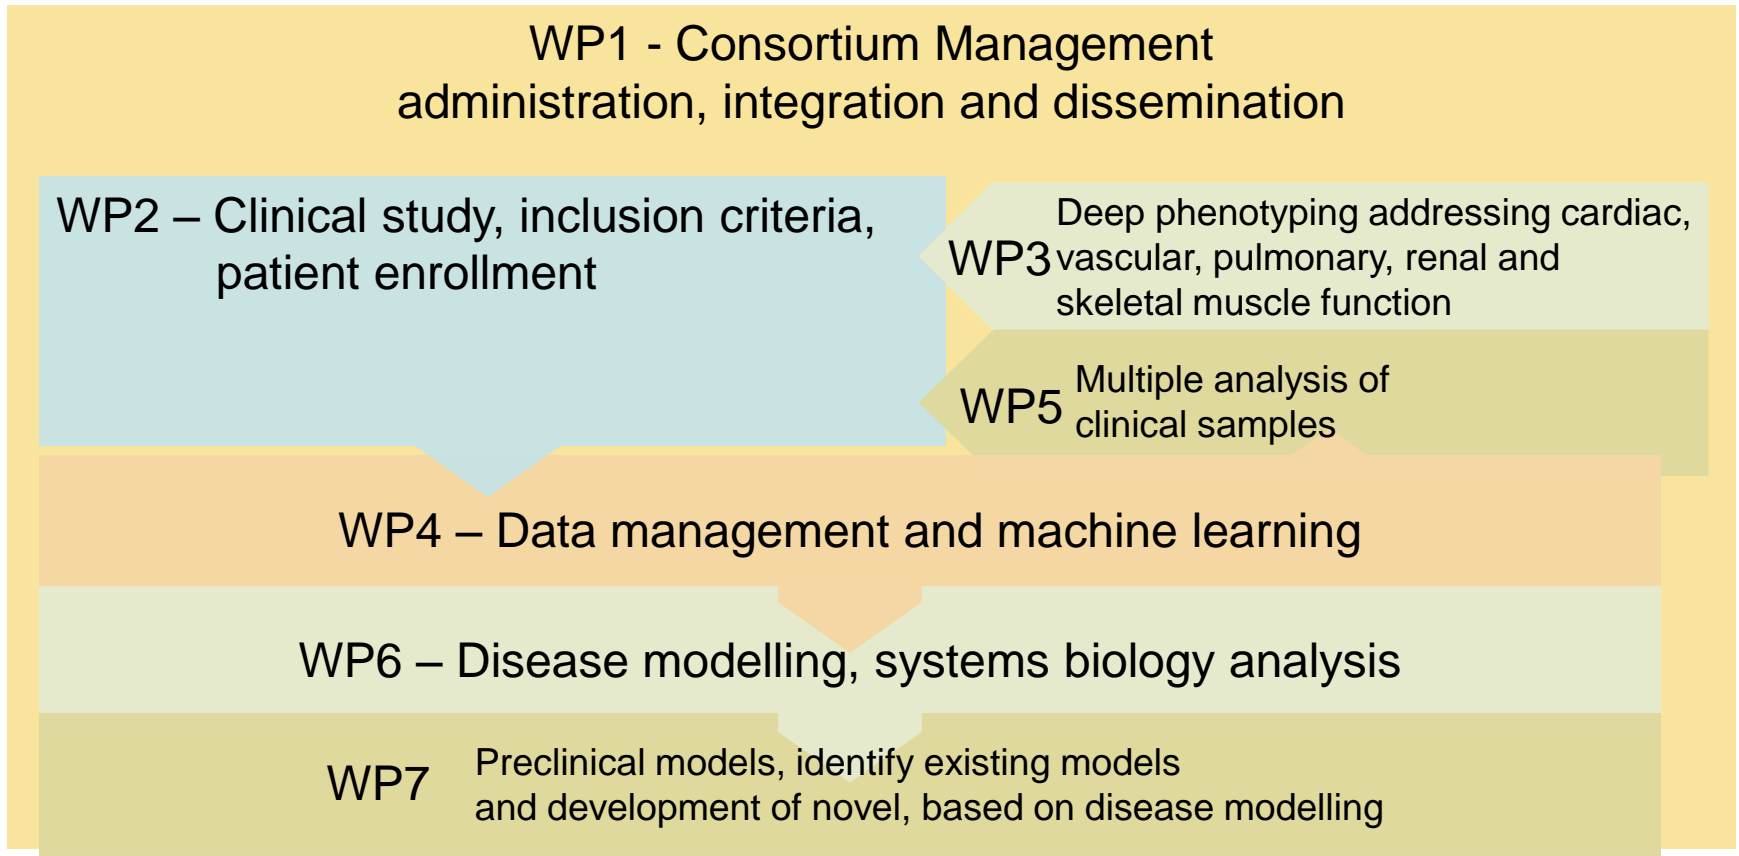 WP1 - Consortium Management
administration, integration and dissemination
WP2 – Clinical study, inclusion criteria,
patient enrollment
WP3
Deep phenotyping addressing cardiac,
vascular, pulmonary, renal and
skeletal muscle function
WP5
Multiple analysis of
clinical samples
WP4 – Data management and machine learning
WP6 – Disease modelling, systems biology analysis
WP7
Preclinical models, identify existing models
and development of novel, based on disease modelling